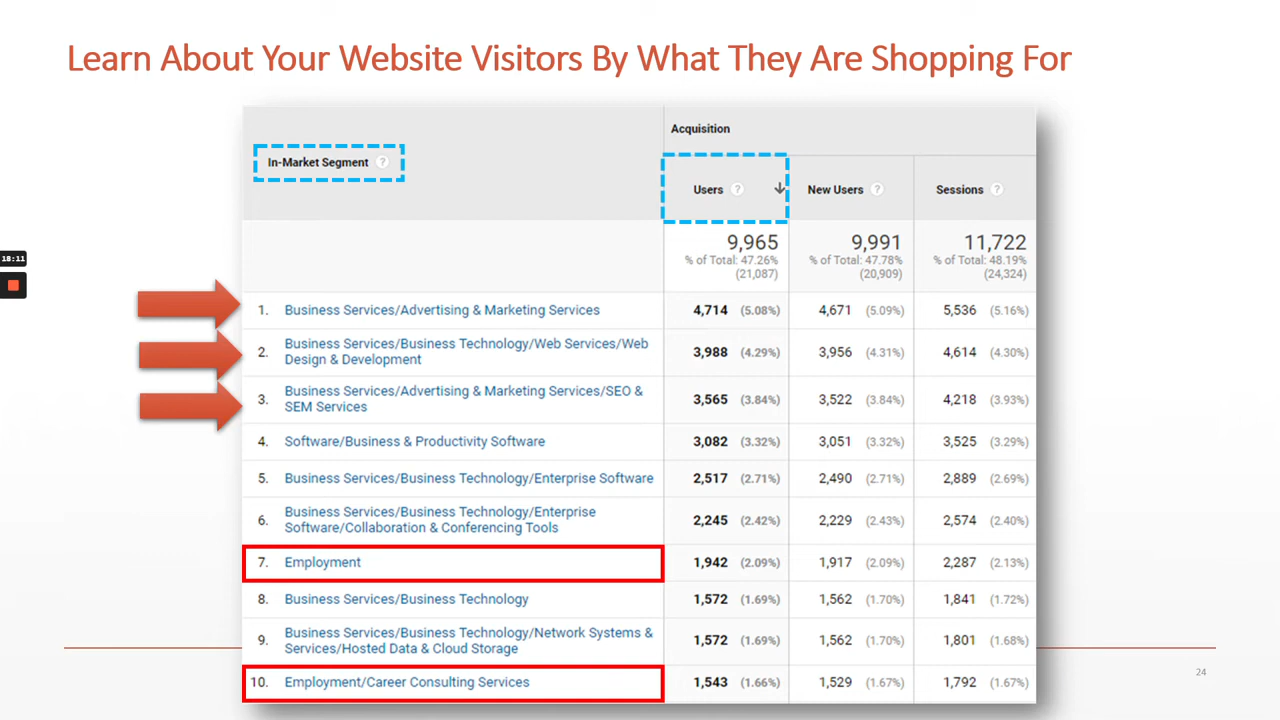 Learn About Your Website Visitors By What They Are Shopping For
In-Market Segment ?
Acquisition
Users ?
New Users ?
Sessions ?
9,965
% of Total: 47.26%
(21,087)
9,991
% of Total: 47.78%
(20,909)
11,722
% of Total: 48.19%
(24,324)
18:11
1. Business Services/Advertising & Marketing Services 4,714 (5.08%) 4,671 (5.09%) 5,536 (5.16%)
2. Business Services/Business Technology/Web Services/Web
Design & Development 3,988 (4.29%) 3,956 (4.31%) 4,614 (4.30%)
3. Business Services/Advertising & Marketing Services/SEO &
SEM Services 3,565 (3.84%) 3,522 (3.84%) 4,218 (3.93%)
4. Software/Business & Productivity Software 3,082 (3.32%) 3,051 (3.32%) 3,525 (3.29%)
5. Business Services/Business Technology/Enterprise Software 2,517 (2.71%) 2,490 (2.71%) 2,889 (2.69%)
6. Business Services/Business Technology/Enterprise
Software/Collaboration & Conferencing Tools 2,245 (2.42%) 2,229 (2.43%) 2,574 (2.40%)
7. Employment 1,942 (2.09%) 1,917 (2.09%) 2,287 (2.13%)
8. Business Services/Business Technology 1,572 (1.69%) 1,562 (1.70%) 1,841 (1.72%)
9. Business Services/Business Technology/Network Systems &
Services/Hosted Data & Cloud Storage 1,572 (1.69%) 1,562 (1.70%) 1,801 (1.68%)
10. Employment/Career Consulting Services 1,543 (1.66%) 1,529 (1.67%) 1,792 (1.67%)
24